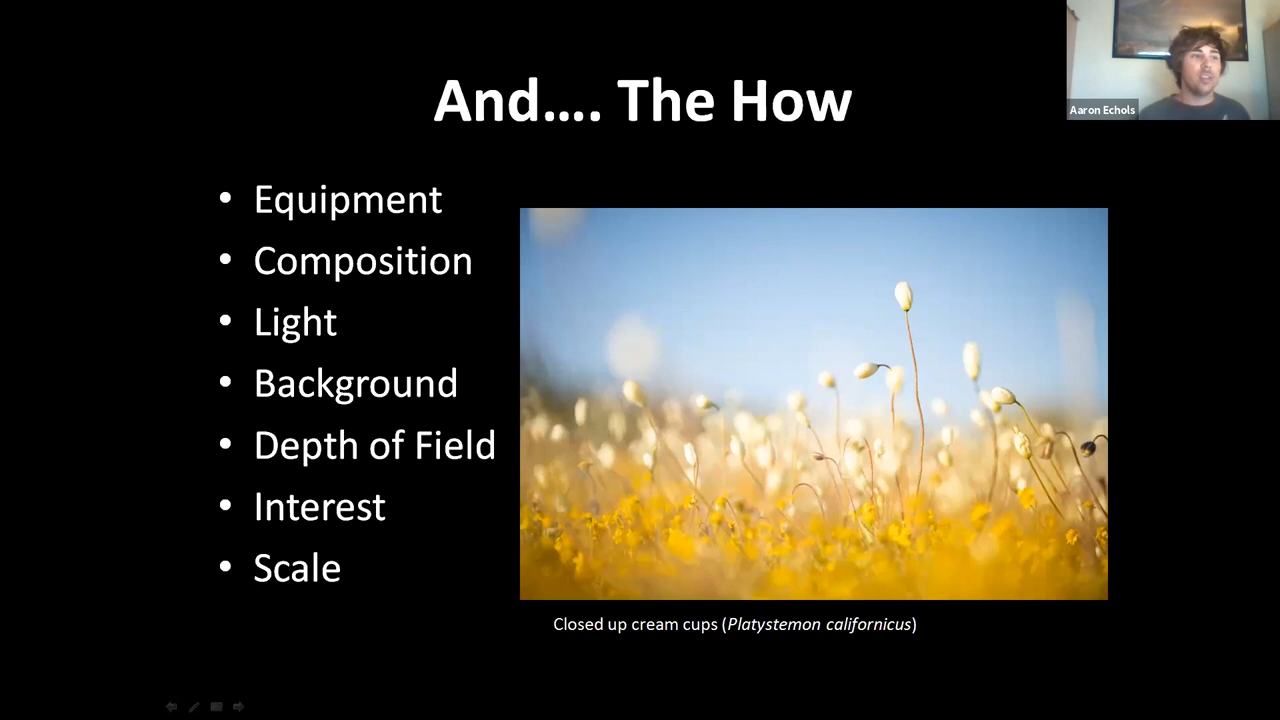 And.... The How
Aaron Echols
• Equipment
• Composition
• Light
• Background
• Depth of Field
• Interest
• Scale
Closed up cream cups (Platystemon californicus)